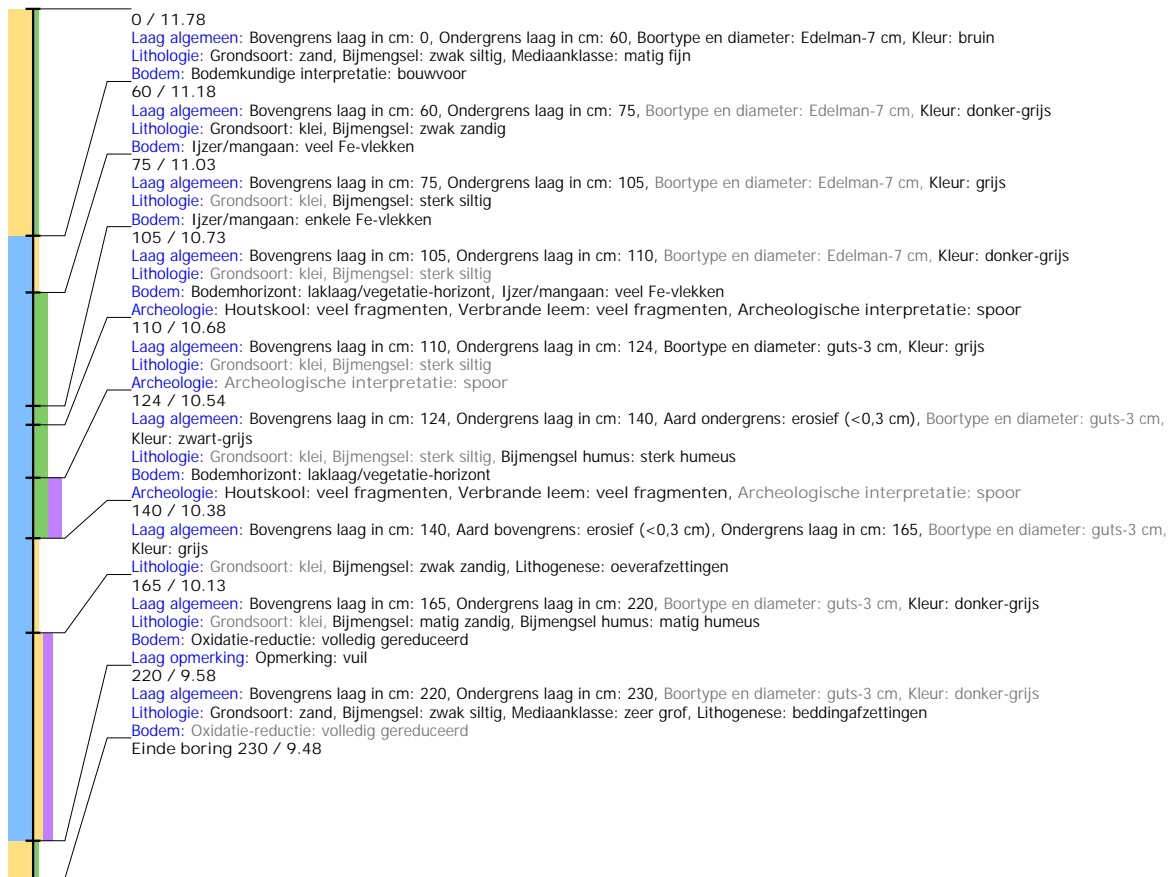 0 / 11.78
Laag algemeen: Bovengrens laag in cm: 0, Ondergrens laag in cm: 60, Boortype en diameter: Edelman-7 cm, Kleur: bruin
Lithologie: Grondsoort: zand, Bijmengsel: zwak siltig, Mediaanklasse: matig fijn
Bodem: Bodemkundige interpretatie: bouwvoor
60 / 11.18
Laag algemeen: Bovengrens laag in cm: 60, Ondergrens laag in cm: 75, Boortype en diameter: Edelman-7 cm, Kleur: donker-grijs
Lithologie: Grondsoort: klei, Bijmengsel: zwak zandig
Bodem: Ijzer/mangaan: veel Fe-vlekken
75 / 11.03
Laag algemeen: Bovengrens laag in cm: 75, Ondergrens laag in cm: 105, Boortype en diameter: Edelman-7 cm, Kleur: grijs
Lithologie: Grondsoort: klei, Bijmengsel: sterk siltig
Bodem: Ijzer/mangaan: enkele Fe-vlekken
105 / 10.73
Laag algemeen: Bovengrens laag in cm: 105, Ondergrens laag in cm: 110, Boortype en diameter: Edelman-7 cm, Kleur: donker-grijs
Lithologie: Grondsoort: klei, Bijmengsel: sterk siltig
Bodem: Bodemhorizont: laklaag/vegetatie-horizont, Ijzer/mangaan: veel Fe-vlekken
Archeologie: Houtskool: veel fragmenten, Verbrande leem: veel fragmenten, Archeologische interpretatie: spoor
110 / 10.68
Laag algemeen: Bovengrens laag in cm: 110, Ondergrens laag in cm: 124, Boortype en diameter: guts-3 cm, Kleur: grijs
Lithologie: Grondsoort: klei, Bijmengsel: sterk siltig
Archeologie: Archeologische interpretatie: spoor
124 / 10.54
Laag algemeen: Bovengrens laag in cm: 124, Ondergrens laag in cm: 140, Aard ondergrens: erosief (<0,3 cm), Boortype en diameter: guts-3 cm,
Kleur: zwart-grijs
Lithologie: Grondsoort: klei, Bijmengsel: sterk siltig, Bijmengsel humus: sterk humeus
Bodem: Bodemhorizont: laklaag/vegetatie-horizont
Archeologie: Houtskool: veel fragmenten, Verbrande leem: veel fragmenten, Archeologische interpretatie: spoor
140 / 10.38
Laag algemeen: Bovengrens laag in cm: 140, Aard bovengrens: erosief (<0,3 cm), Ondergrens laag in cm: 165, Boortype en diameter: guts-3 cm,
Kleur: grijs
Lithologie: Grondsoort: klei, Bijmengsel: zwak zandig, Lithogenese: oeverafzettingen
165 / 10.13
Laag algemeen: Bovengrens laag in cm: 165, Ondergrens laag in cm: 220, Boortype en diameter: guts-3 cm, Kleur: donker-grijs
Lithologie: Grondsoort: klei, Bijmengsel: matig zandig, Bijmengsel humus: matig humeus
Bodem: Oxidatie-reductie: volledig gereduceerd
Laag opmerking: Opmerking: vuil
220 / 9.58
Laag algemeen: Bovengrens laag in cm: 220, Ondergrens laag in cm: 230, Boortype en diameter: guts-3 cm, Kleur: donker-grijs
Lithologie: Grondsoort: zand, Bijmengsel: zwak siltig, Mediaanklasse: zeer grof, Lithogenese: beddingafzettingen
Bodem: Oxidatie-reductie: volledig gereduceerd
Einde boring 230 / 9.48